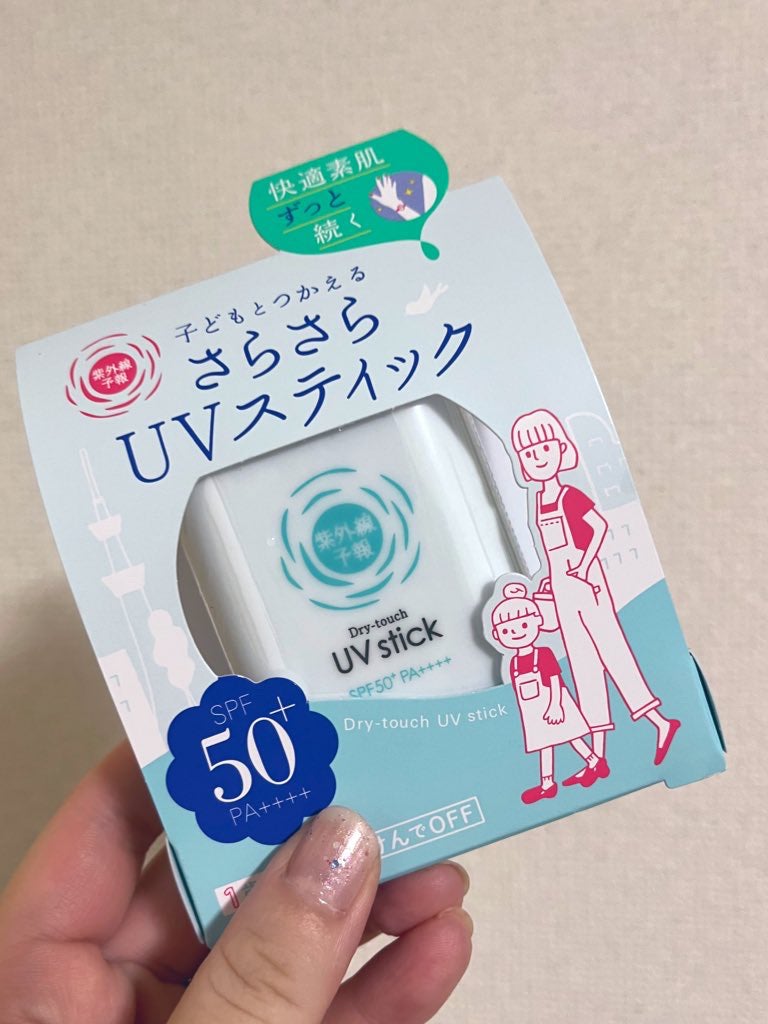 快適素肌
ずっと
続く
紫外線
予報
子どもとつかえる
さらさら
UVスティック
紫外線
予報
Dry-touch
UV stick
SPF50+ PA++++
Dry-touch UV stick
SPF
50+
PA++++
けんでOFF
1